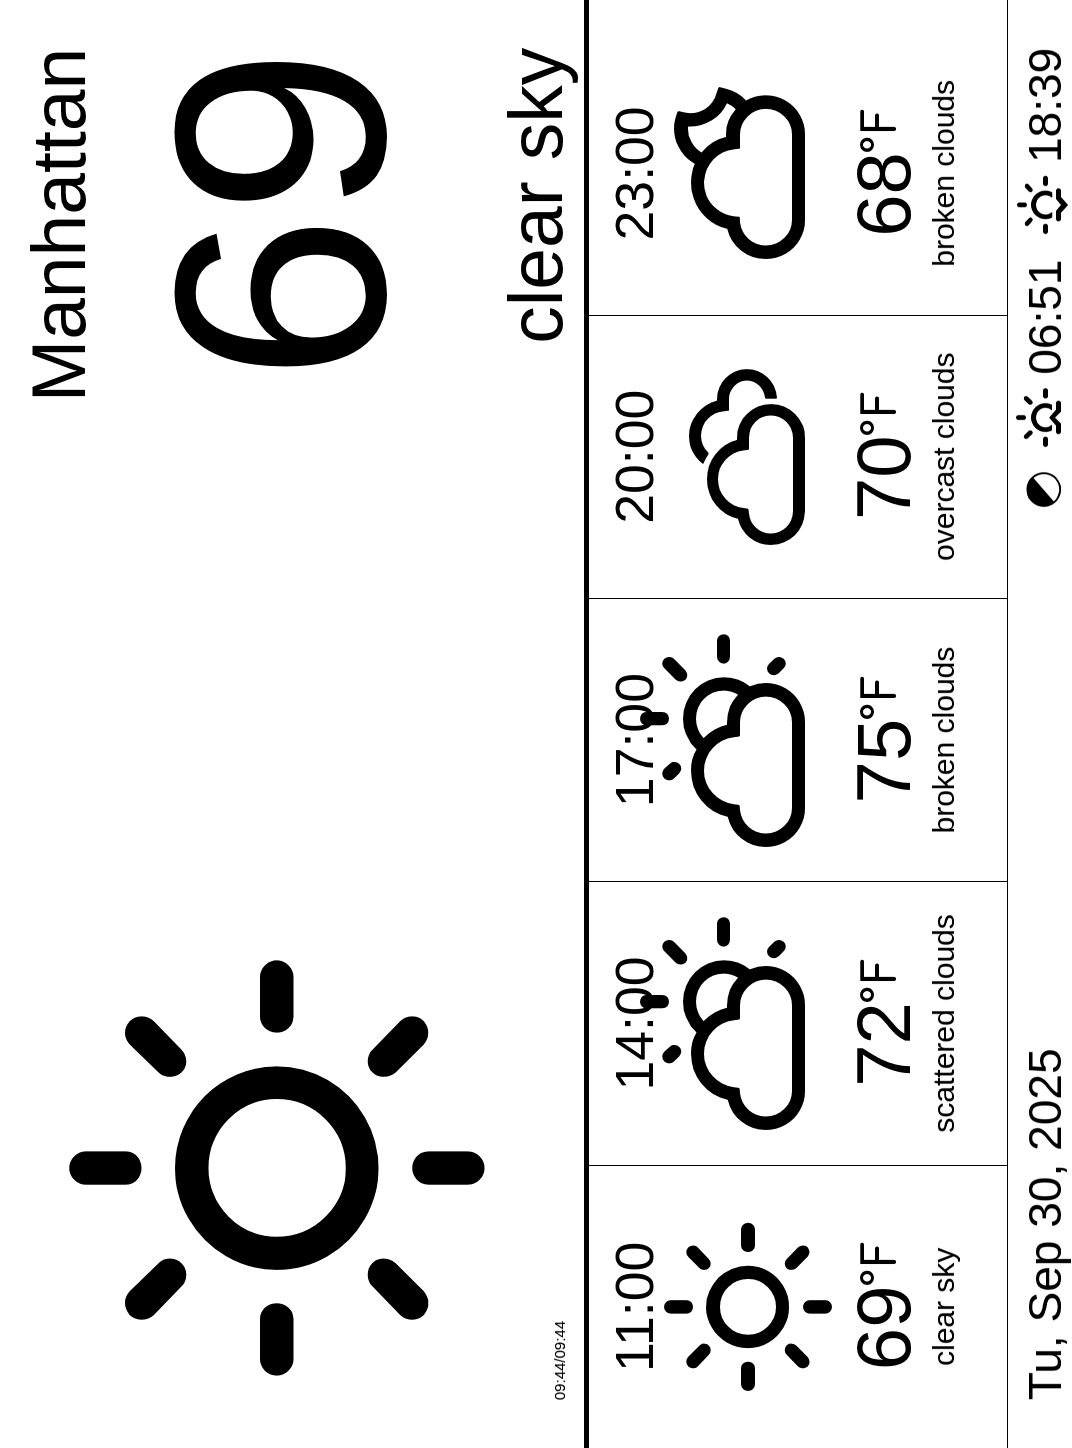 Manhattan
69
clear sky
09:44/09:44
11:00
69°F
clear sky
14:00
72°F
scattered clouds
17:00
75°F
broken clouds
20:00
70°F
overcast clouds
23:00
68°F
broken clouds
Tu, Sep 30, 2025
06:51
18:39